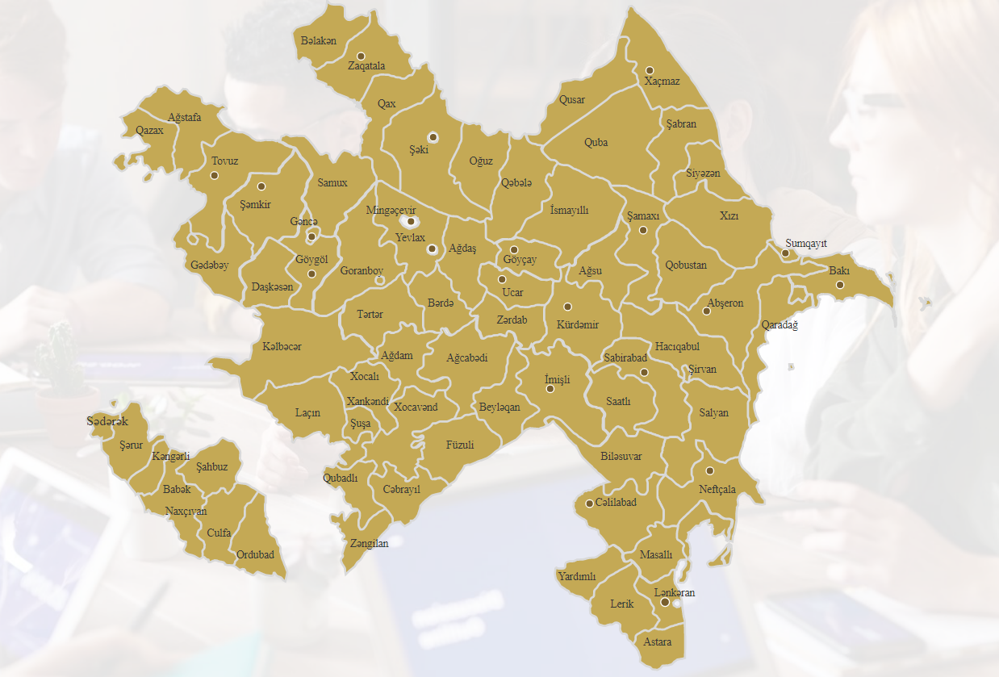 Bəlakən
Zaqatala
Xaçmaz
Qusar
Qax
Ağstafa
Şabran
Qazax
Quba
Şəki
Oğuz
Tovuz
Siyəzən
Samux
Qəbələ
Şəmkir
Mingəçevir
İsmayıllı
Şamaxı
Xızı
Gəncə
Yevlax
Ağdaş
Sumqayıt
Göygöl
Göyçay
Gədəbəy
Qobustan
Goranboy
Ağsu
Bakı
Daşkəsən
Ucar
Bərdə
Abşeron
Tərtər
Zərdab
Kürdəmir
Qaradağ
Kəlbəcər
Hacıqabul
Ağdam
Ağcabədi
Sabirabad
Xocalı
Şirvan
İmişli
Xankəndi
Saatlı
Xocavənd
Beyləqan
Laçın
Salyan
Sədərək
Şuşa
Şərur
Füzuli
Kəngərli
Biləsuvar
Şahbuz
Qubadlı
Babək
Cəbrayıl
Neftçala
Cəlilabad
Naxçıvan
Culfa
Zəngilan
Ordubad
Masallı
Yardımlı
Lənkəran
Lerik
Astara